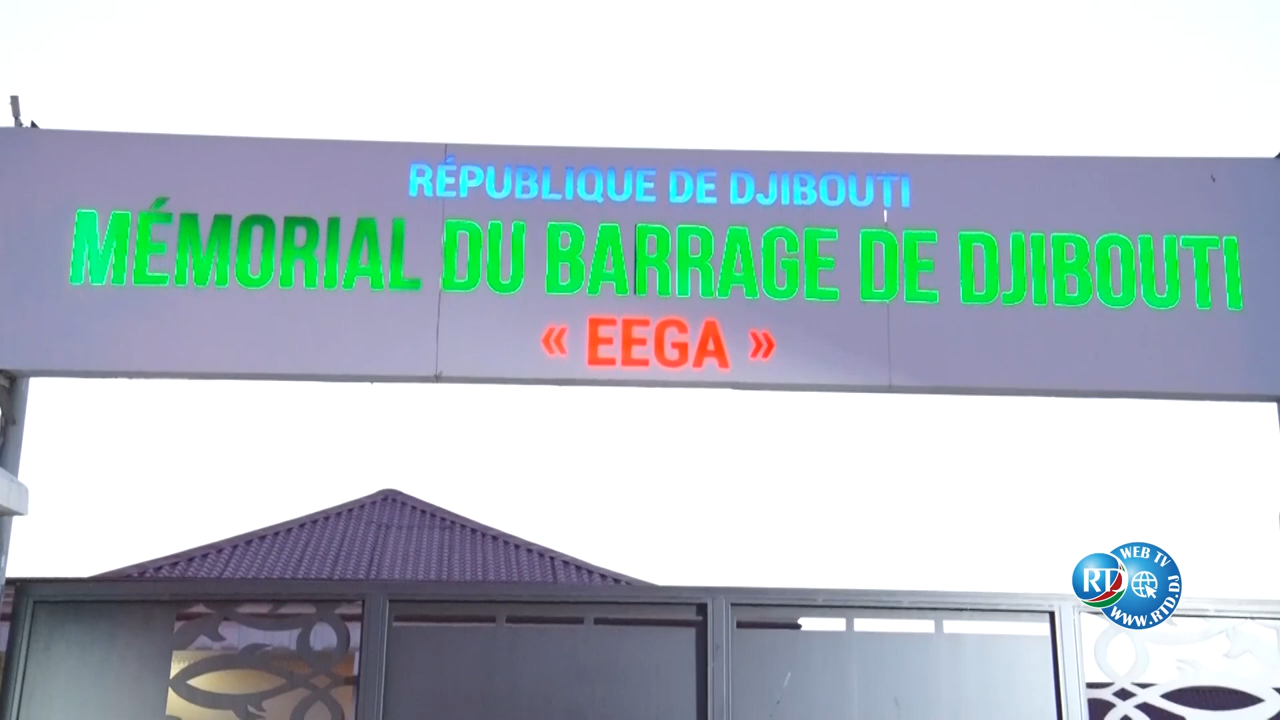 RÉPUBLIQUE DE DJIBOUTI
MÉMORIAL DU BARRAGE DE DJIBOUTI
« EEGA »
WEB TV
RTD
WWW.RTD.DJ